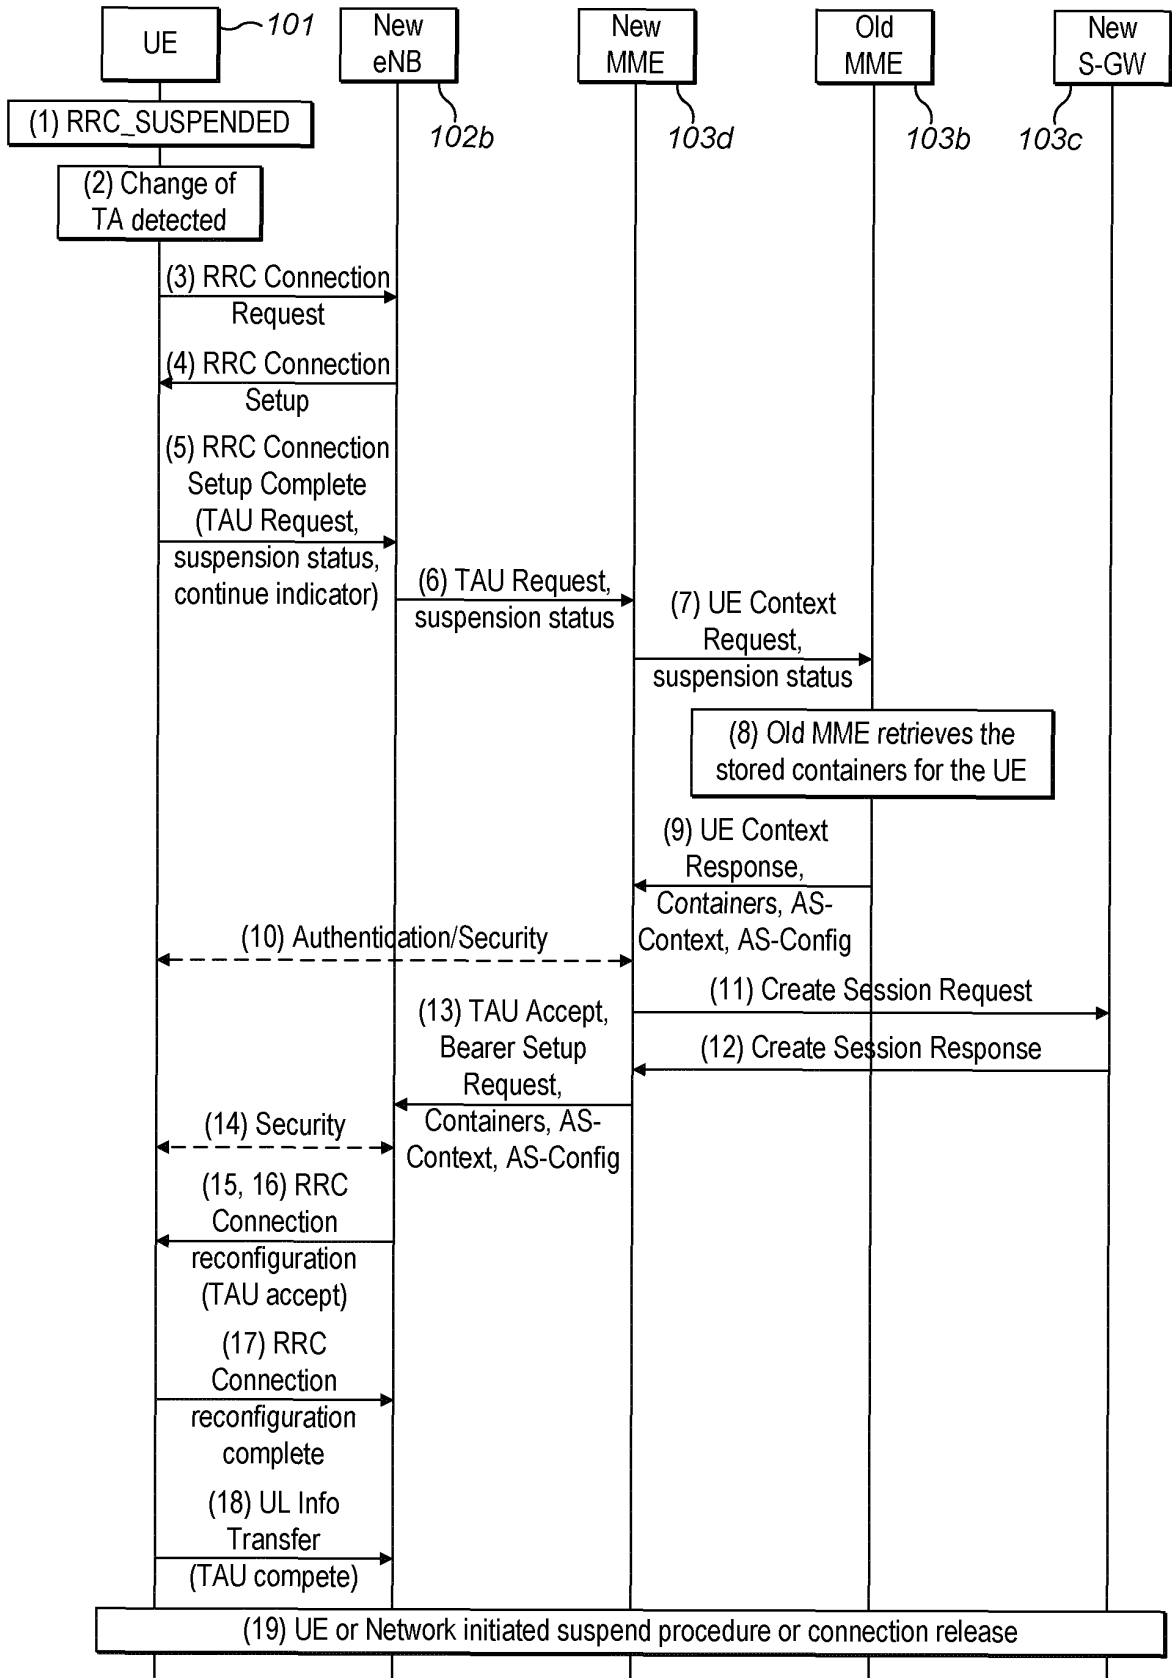 UE
101
New
eNB
New
MME
Old
MME
New
S-GW
102b
103d
103b
103c
(1) RRC_SUSPENDED
(2) Change of
TA detected
(3) RRC Connection
Request
(4) RRC Connection
Setup
(5) RRC Connection
Setup Complete
(TAU Request,
suspension status,
continue indicator)
(6) TAU Request,
suspension status
(7) UE Context
Request,
suspension status
(8) Old MME retrieves the
stored containers for the UE
(9) UE Context
Response,
Containers, AS-
Context, AS-Config
(10) Authentication/Security
(11) Create Session Request
(12) Create Session Response
(13) TAU Accept,
Bearer Setup
Request,
Containers, AS-
Context, AS-Config
(14) Security
(15, 16) RRC
Connection
reconfiguration
(TAU accept)
(17) RRC
Connection
reconfiguration
complete
(18) UL Info
Transfer
(TAU compete)
(19) UE or Network initiated suspend procedure or connection release